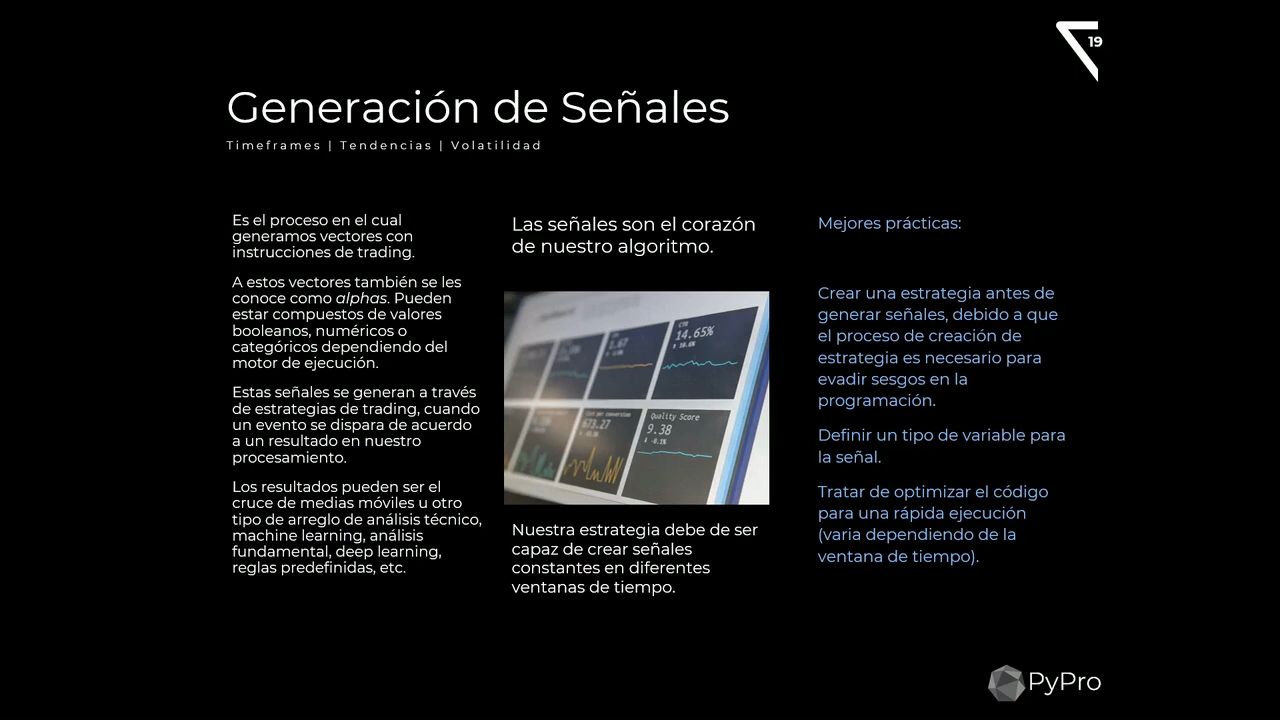 19
Generación de Señales
Timeframes | Tendencias | Volatilidad
Es el proceso en el cual
generamos vectores con
instrucciones de trading.
A estos vectores también se les
conoce como alphas. Pueden
estar compuestos de valores
booleanos, numéricos o
categóricos dependiendo del
motor de ejecución.
Estas señales se generan a través
de estrategias de trading, cuando
un evento se dispara de acuerdo
a un resultado en nuestro
procesamiento.
Los resultados pueden ser el
cruce de medias móviles u otro
tipo de arreglo de análisis técnico,
machine learning, análisis
fundamental, deep learning,
reglas predefinidas, etc.
Las señales son el corazón
de nuestro algoritmo.
14.65%
1.67
Quality Score
673.27
9.38
Nuestra estrategia debe de ser
capaz de crear señales
constantes en diferentes
ventanas de tiempo.
Mejores prácticas:
Crear una estrategia antes de
generar señales, debido a que
el proceso de creación de
estrategia es necesario para
evadir sesgos en la
programación.
Definir un tipo de variable para
la señal.
Tratar de optimizar el código
para una rápida ejecución
(varia dependiendo de la
ventana de tiempo).
PyPro